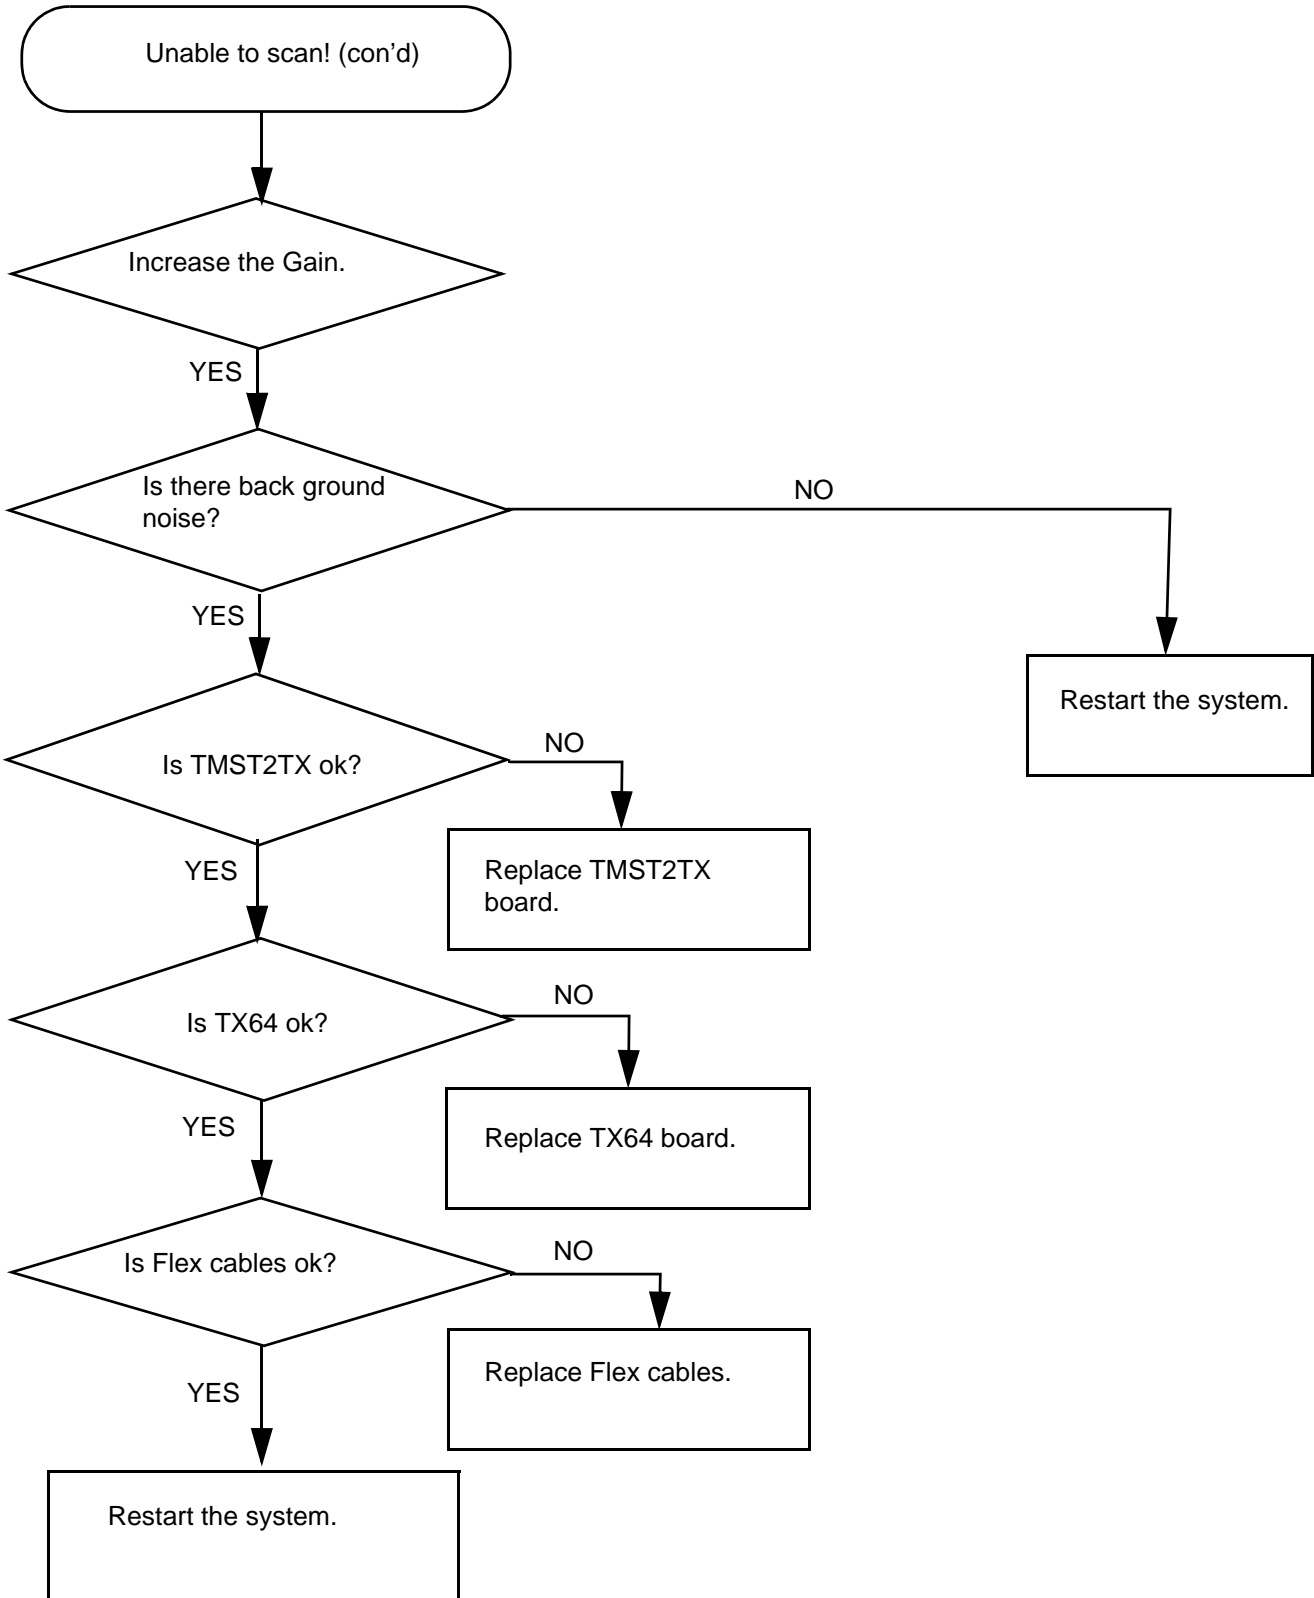 Unable to scan! (con’d)
Increase the Gain.
YES
Is there back ground
noise?
NO
YES
Restart the system.
Is TMST2TX ok?
NO
Replace TMST2TX
board.
YES
Is TX64 ok?
NO
Replace TX64 board.
YES
Is Flex cables ok?
NO
Replace Flex cables.
YES
Restart the system.